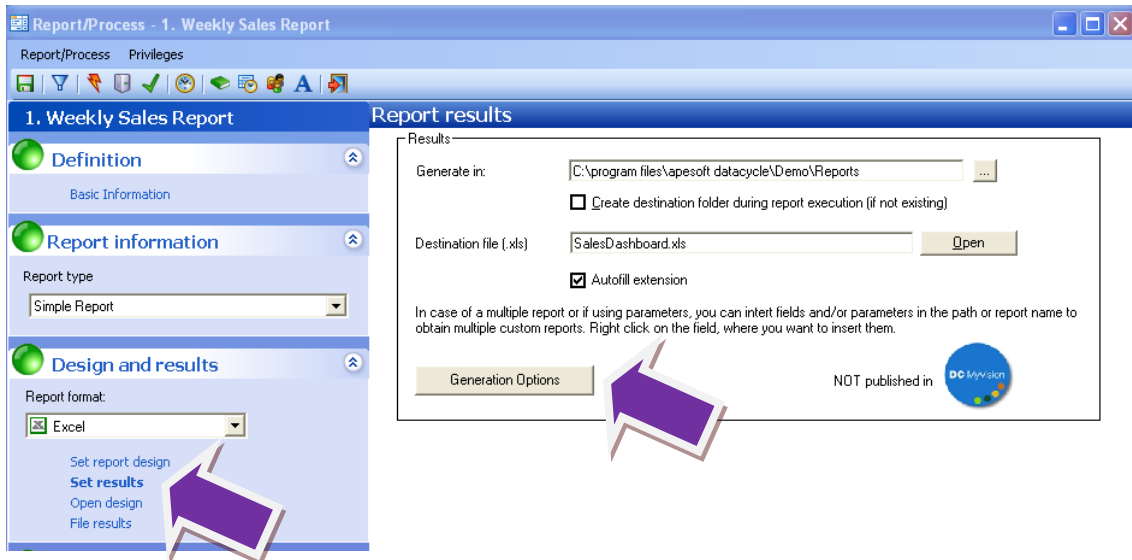 Report/Process - 1. Weekly Sales Report
Report/Process Privileges
A
1. Weekly Sales Report
Definition
Basic Information
Report information
Report type
Simple Report
Design and results
Report format:
Excel
Set report design
Set results
Open design
File results
Report results
Results
Generate in: C:\program files\apesoft datacycle\Demo\Reports ...
Create destination folder during report execution (if not existing)
Destination file (.xls) SalesDashboard.xls Open
Autofill extension
In case of a multiple report or if using parameters, you can intert fields and/or parameters in the path or report name to
obtain multiple custom reports. Right click on the field, where you want to insert them.
Generation Options
NOT published in DC MyVision